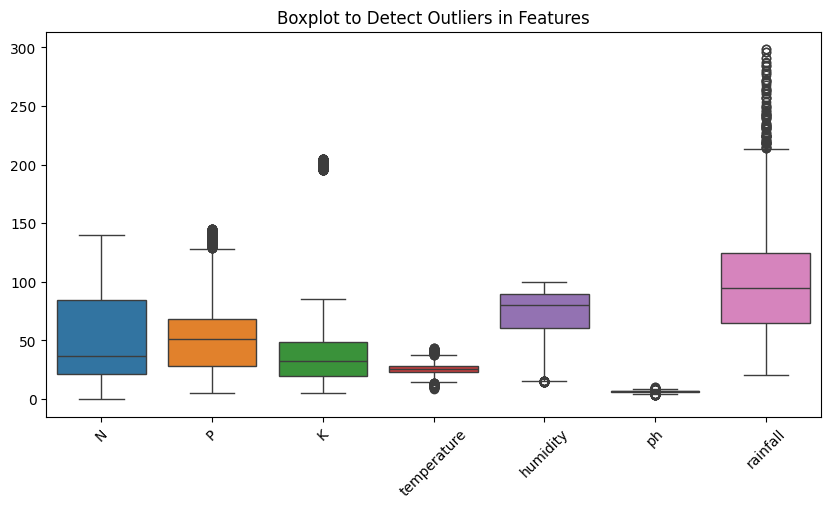 Boxplot to Detect Outliers in Features
300
250
200
150
100
50
0
N
P
K
temperature
humidity
ph
rainfall